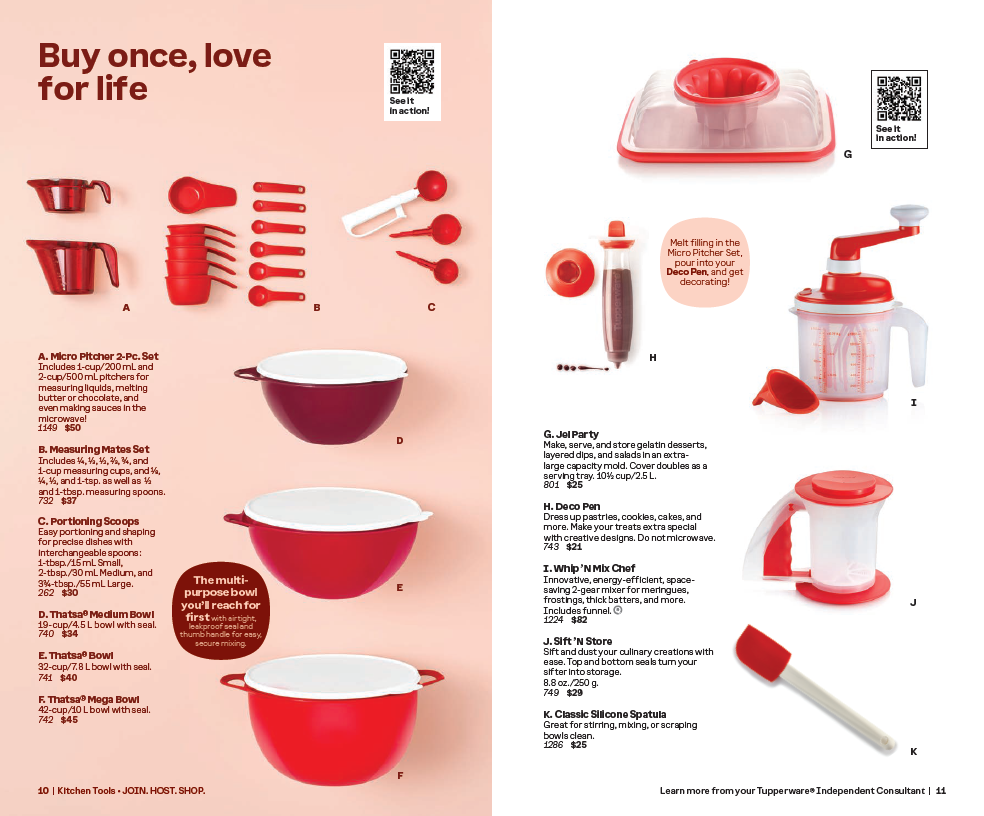 Buy once, love
for life
See it
in action!
A
B
C
A. Micro Pitcher 2-Pc. Set
Includes 1-cup/200 mL and
2-cup/500 mL pitchers for
measuring liquids, melting
butter or chocolate, and
even making sauces in the
microwave!
1149 $50
B. Measuring Mates Set
Includes ¼, ⅓, ½, ⅔, ¾, and
1-cup measuring cups, and ⅛,
¼, ½, and 1-tsp. as well as ½
and 1-tbsp. measuring spoons.
732 $37
C. Portioning Scoops
Easy portioning and shaping
for precise dishes with
interchangeable spoons:
1-tbsp./15 mL Small,
2-tbsp./30 mL Medium, and
3¾-tbsp./55 mL Large.
262 $30
D. Thatsa® Medium Bowl
19-cup/4.5 L bowl with seal.
740 $34
E. Thatsa® Bowl
32-cup/7.8 L bowl with seal.
741 $40
F. Thatsa® Mega Bowl
42-cup/10 L bowl with seal.
742 $45
D
E
The multi-
purpose bowl
you'll reach for
first with airtight,
leakproof seal and
thumb handle for easy,
secure mixing.
F
10 | Kitchen Tools • JOIN. HOST. SHOP.
G
See it
in action!
Melt filling in the
Micro Pitcher Set,
pour into your
Deco Pen, and get
decorating!
Tupperware
H
I
G. Jel Party
Make, serve, and store gelatin desserts,
layered dips, and salads in an extra-
large capacity mold. Cover doubles as a
serving tray. 10½ cup/2.5 L.
801 $25
H. Deco Pen
Dress up pastries, cookies, cakes, and
more. Make your treats extra special
with creative designs. Do not microwave.
743 $21
I. Whip 'N Mix Chef
Innovative, energy-efficient, space-
saving 2-gear mixer for meringues,
frostings, thick batters, and more.
Includes funnel.
1224 $82
J. Sift 'N Store
Sift and dust your culinary creations with
ease. Top and bottom seals turn your
sifter into storage.
8.8 oz./250 g.
749 $29
K. Classic Silicone Spatula
Great for stirring, mixing, or scraping
bowls clean.
1286 $25
J
K
Learn more from your Tupperware® Independent Consultant | 11